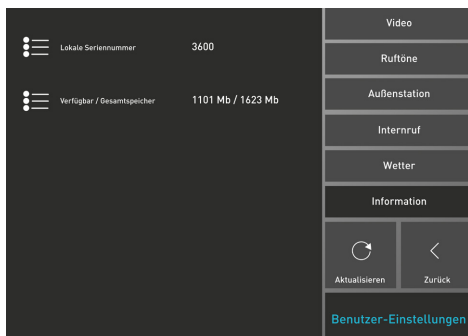 Lokale Seriennummer 3600
Verfügbar / Gesamtspeicher 1101 Mb / 1623 Mb
Video
Ruftöne
Außenstation
Internruf
Wetter
Information
Aktualisieren Zurück
Benutzer-Einstellungen